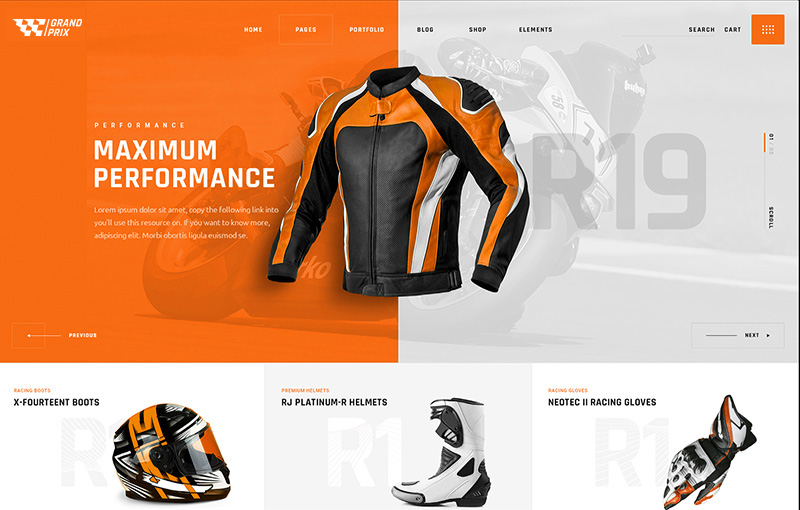 GRAND
PRIX
HOME
PAGES
PORTFOLIO
BLOG
SHOP
ELEMENTS
SEARCH
CART
PERFORMANCE
MAXIMUM
PERFORMANCE
Lorem ipsum dolor sit amet, copy the following link into
you'll use this resource on. If you want to know more,
adipiscing elit. Morbi obortis ligula euismod se.
R19
01 / 03
SCROLL
PREVIOUS
NEXT
RACING BOOTS
X-FOURTEENT BOOTS
PREMIUM HELMETS
RJ PLATINUM-R HELMETS
R1
RACING GLOVES
NEOTEC II RACING GLOVES
R1